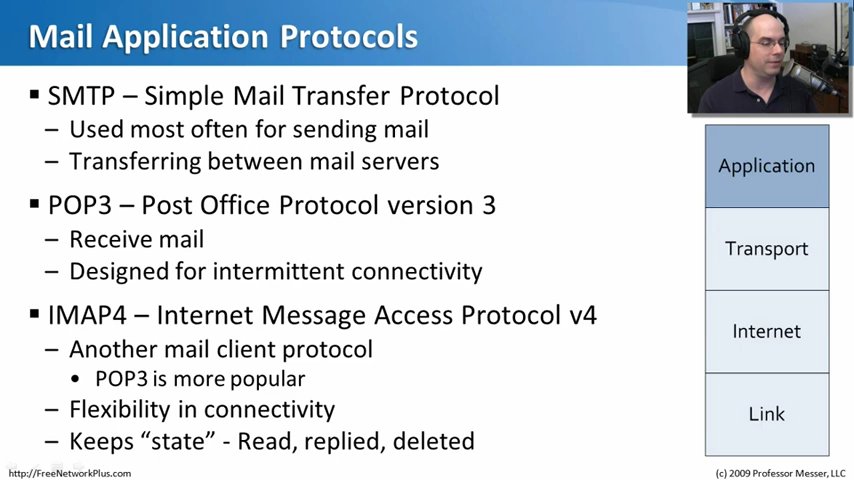 Mail Application Protocols
▪ SMTP – Simple Mail Transfer Protocol
– Used most often for sending mail
– Transferring between mail servers
▪ POP3 – Post Office Protocol version 3
– Receive mail
– Designed for intermittent connectivity
▪ IMAP4 – Internet Message Access Protocol v4
– Another mail client protocol
• POP3 is more popular
– Flexibility in connectivity
– Keeps “state” - Read, replied, deleted
Application
Transport
Internet
Link
http://FreeNetworkPlus.com
(c) 2009 Professor Messer, LLC